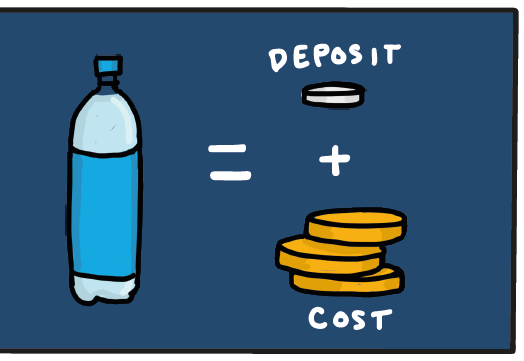 DEPOSIT
=
+
COST